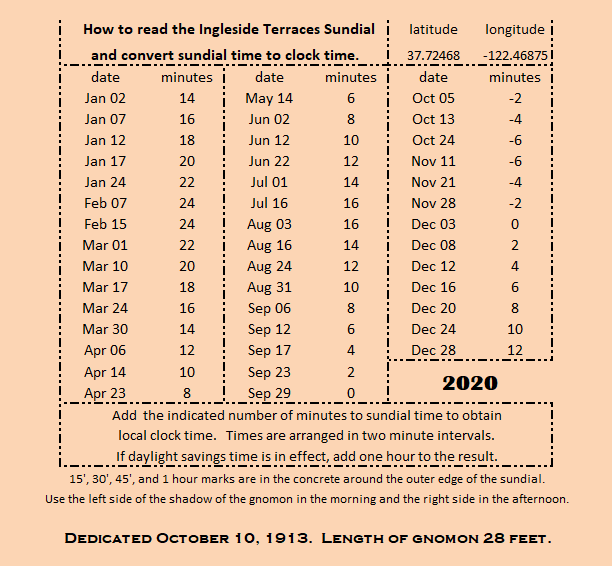 How to read the Ingleside Terraces Sundial latitude longitude
and convert sundial time to clock time. 37.72468 -122.46875
date minutes date minutes date minutes
Jan 02 14 May 14 6 Oct 05 -2
Jan 07 16 Jun 02 8 Oct 13 -4
Jan 12 18 Jun 12 10 Oct 24 -6
Jan 17 20 Jun 22 12 Nov 11 -6
Jan 24 22 Jul 01 14 Nov 21 -4
Feb 07 24 Jul 16 16 Nov 28 -2
Feb 15 24 Aug 03 16 Dec 03 0
Mar 01 22 Aug 16 14 Dec 08 2
Mar 10 20 Aug 24 12 Dec 12 4
Mar 17 18 Aug 31 10 Dec 16 6
Mar 24 16 Sep 06 8 Dec 20 8
Mar 30 14 Sep 12 6 Dec 24 10
Apr 06 12 Sep 17 4 Dec 28 12
Apr 14 10 Sep 23 2
2020
Apr 23 8 Sep 29 0
Add the indicated number of minutes to sundial time to obtain
local clock time. Times are arranged in two minute intervals.
If daylight savings time is in effect, add one hour to the result.
15', 30', 45', and 1 hour marks are in the concrete around the outer edge of the sundial.
Use the left side of the shadow of the gnomon in the morning and the right side in the afternoon.
Dedicated October 10, 1913. Length of gnomon 28 feet.